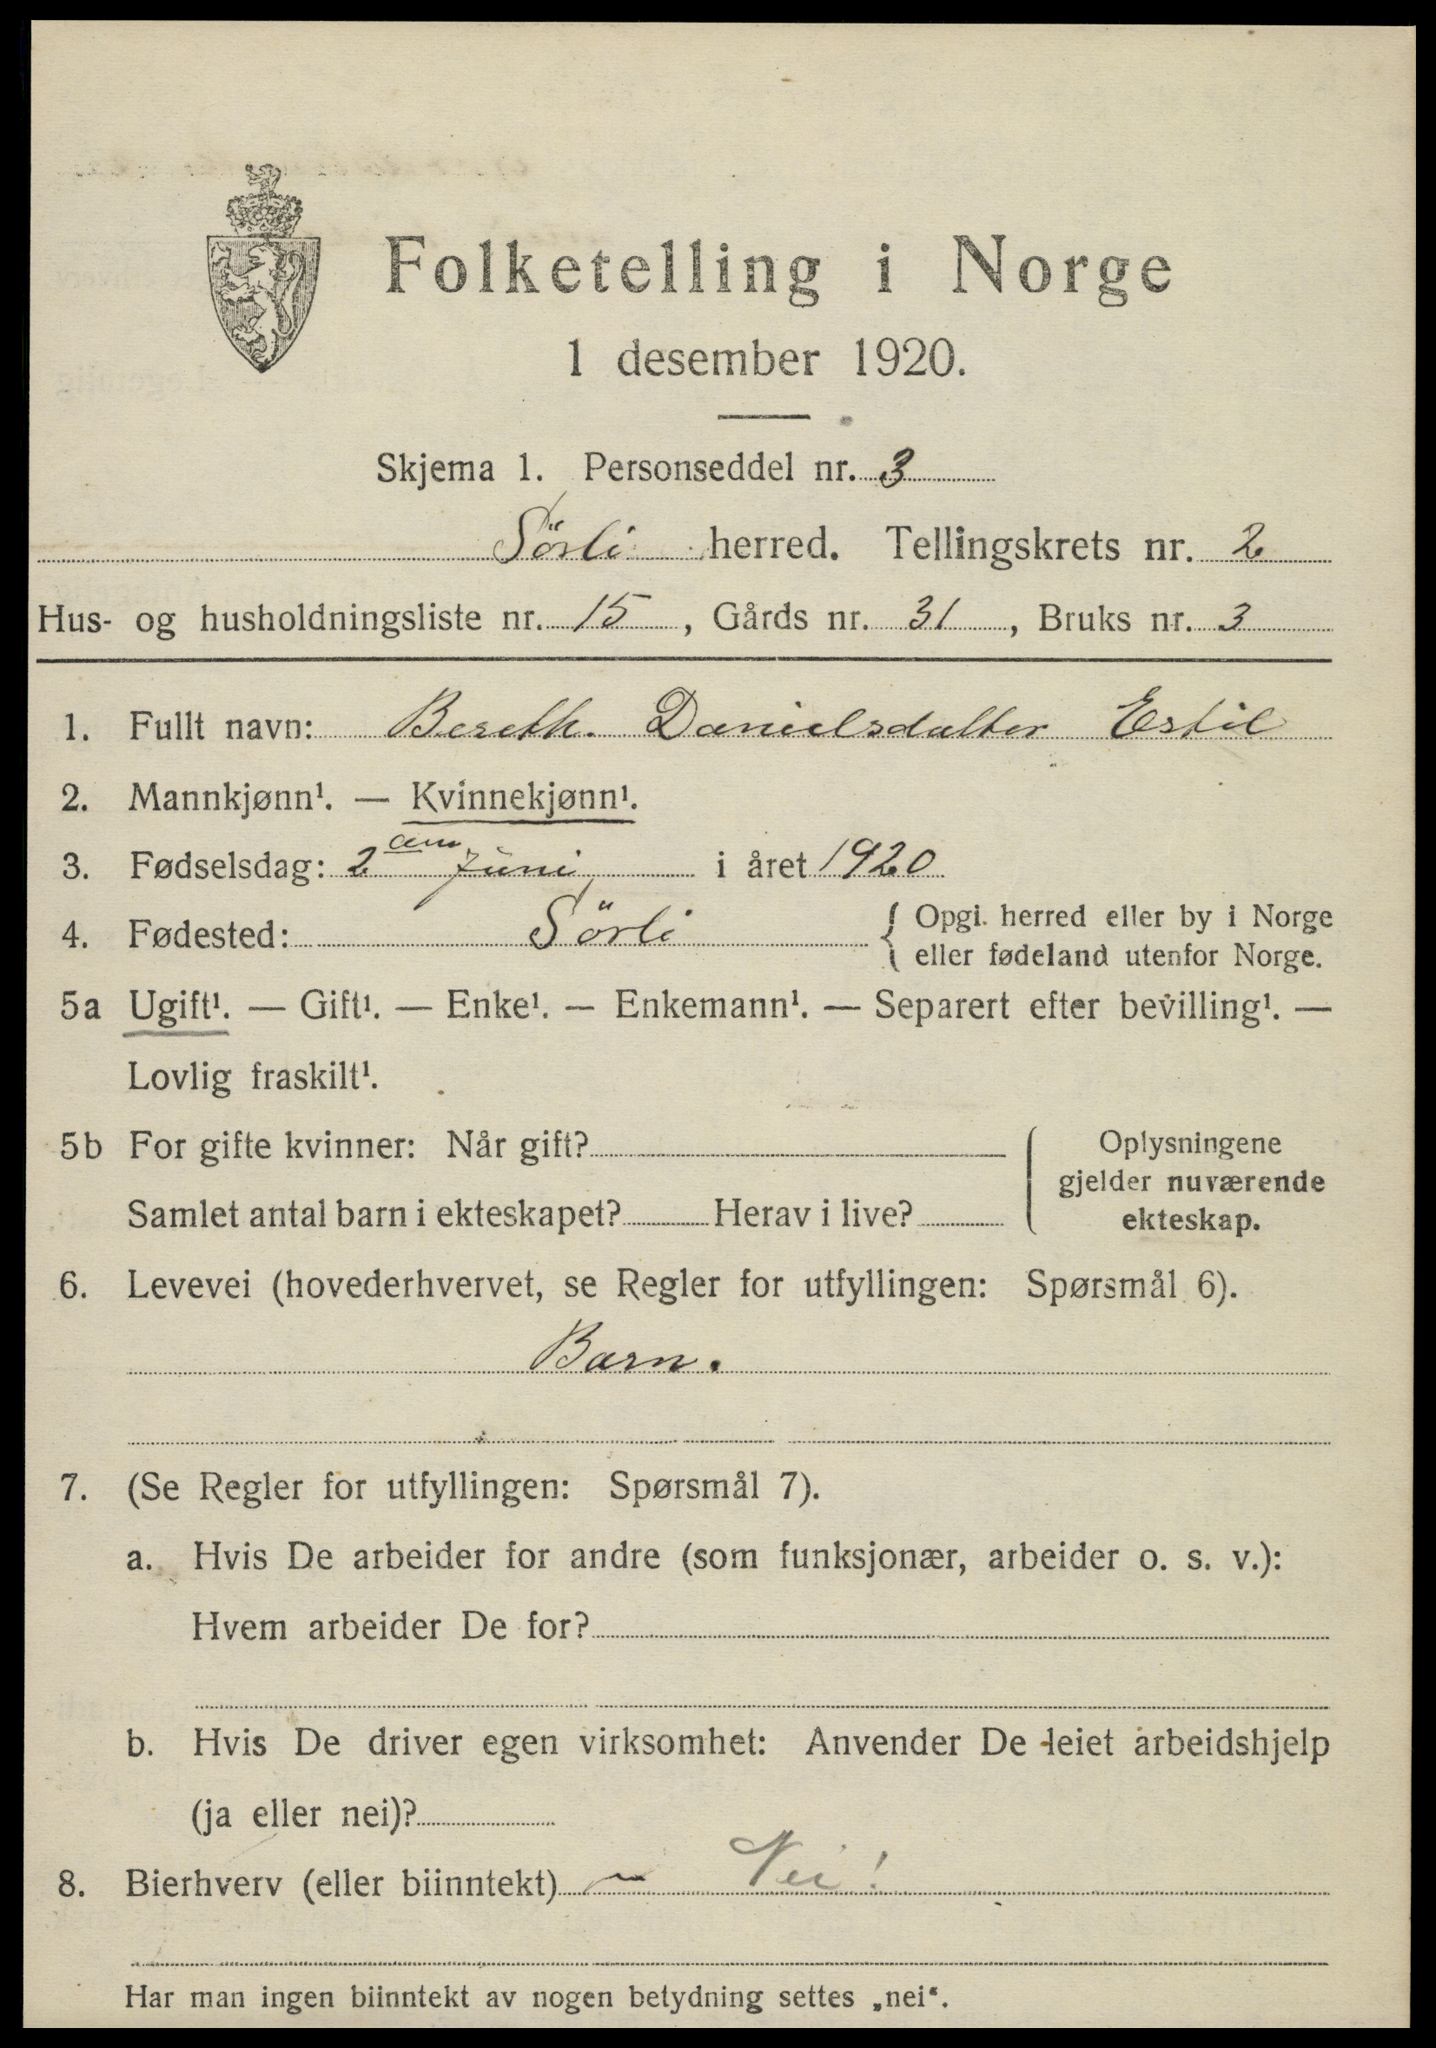 Folketelling i Norge
1 desember 1920.
Skjema 1. Personseddel nr. 3
Sörli herred. Tellingskrets nr. 2
Hus- og husholdningsliste nr. 15, Gårds nr. 31, Bruks nr. 3
1. Fullt navn: Bereth. Danielsdatter Estil
2. Mannkjønn¹. — Kvinnekjønn¹.
3. Fødselsdag: 2 den Juni i året 1920
4. Fødested: Sörli { Opgi. herred eller by i Norge
eller fødeland utenfor Norge.
5a Ugift¹. — Gift¹. — Enke¹. — Enkemann¹. — Separert efter bevilling¹. —
Lovlig fraskilt¹.
5b For gifte kvinner: Når gift?
Samlet antal barn i ekteskapet? Herav i live?
Oplysningene
gjelder nuværende
ekteskap.
6. Levevei (hovederhvervet, se Regler for utfyllingen: Spørsmål 6).
Barn.
7. (Se Regler for utfyllingen: Spørsmål 7).
a. Hvis De arbeider for andre (som funksjonær, arbeider o. s. v.):
Hvem arbeider De for?
b. Hvis De driver egen virksomhet: Anvender De leiet arbeidshjelp
(ja eller nei)?
8. Bierhverv (eller biinntekt) ~ Nei!
Har man ingen biinntekt av nogen betydning settes „nei“.